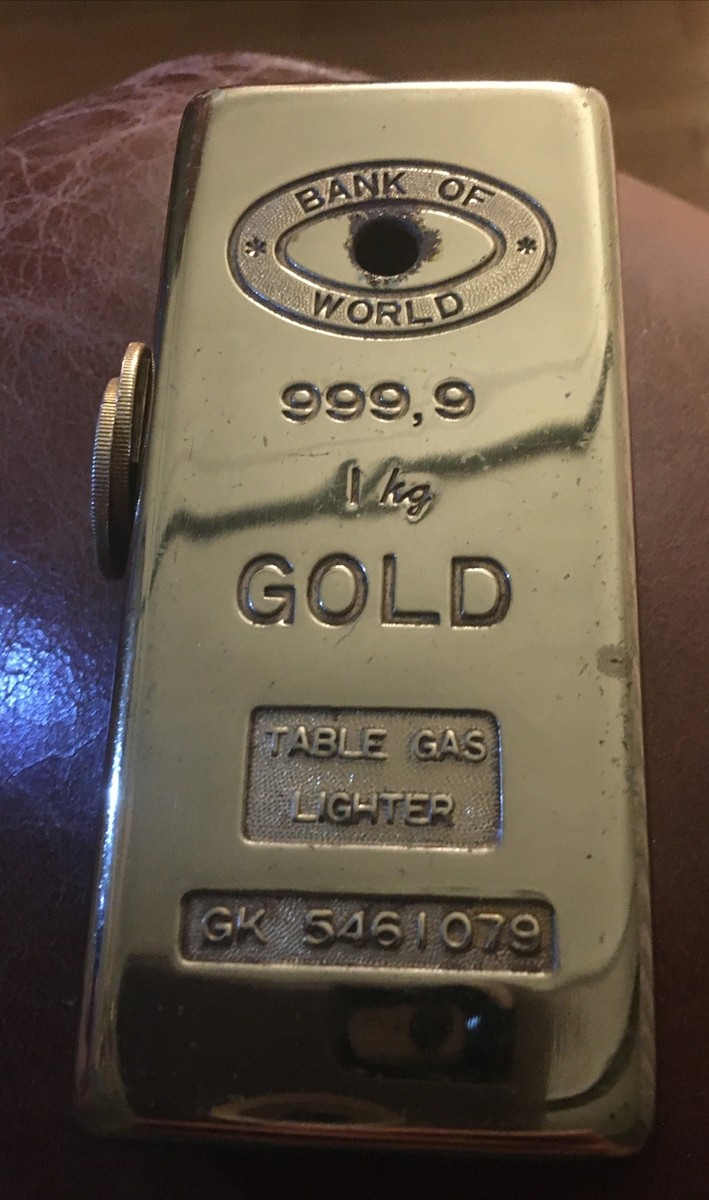 BANK OF
* *
WORLD
999,9
1 kg
GOLD
TABLE GAS
LIGHTER
GK 5461079